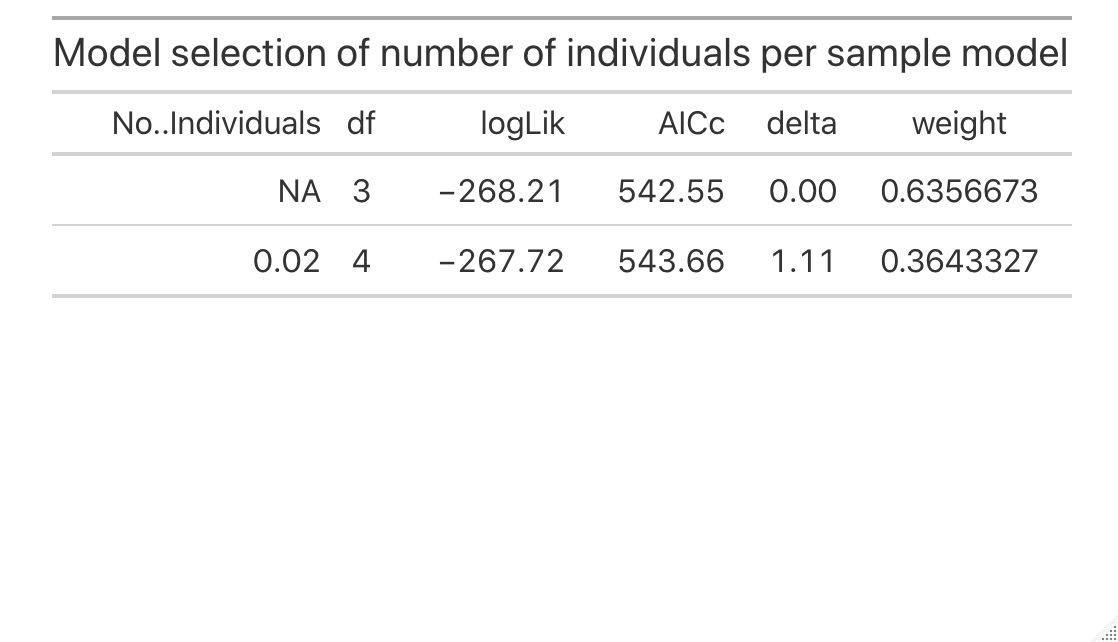 Model selection of number of individuals per sample model
No..Individuals df logLik AICc delta weight
NA 3 −268.21 542.55 0.00 0.6356673
0.02 4 −267.72 543.66 1.11 0.3643327